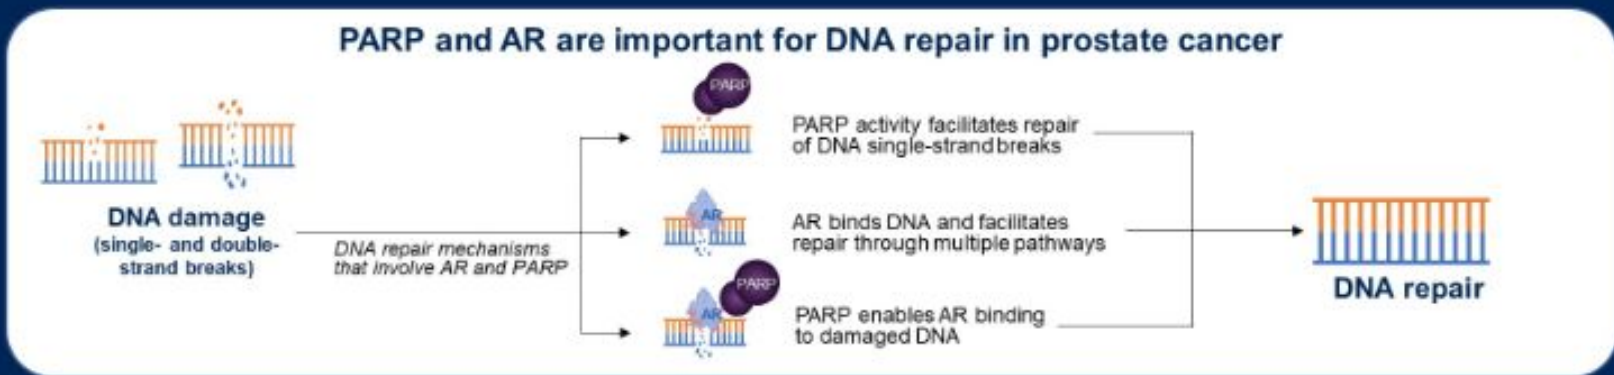 PARP and AR are important for DNA repair in prostate cancer
DNA damage
(single- and double-
strand breaks)
DNA repair mechanisms
that involve AR and PARP
PARP
PARP activity facilitates repair
of DNA single-strand breaks
AR
AR binds DNA and facilitates
repair through multiple pathways
PARP
AR
PARP enables AR binding
to damaged DNA
DNA repair